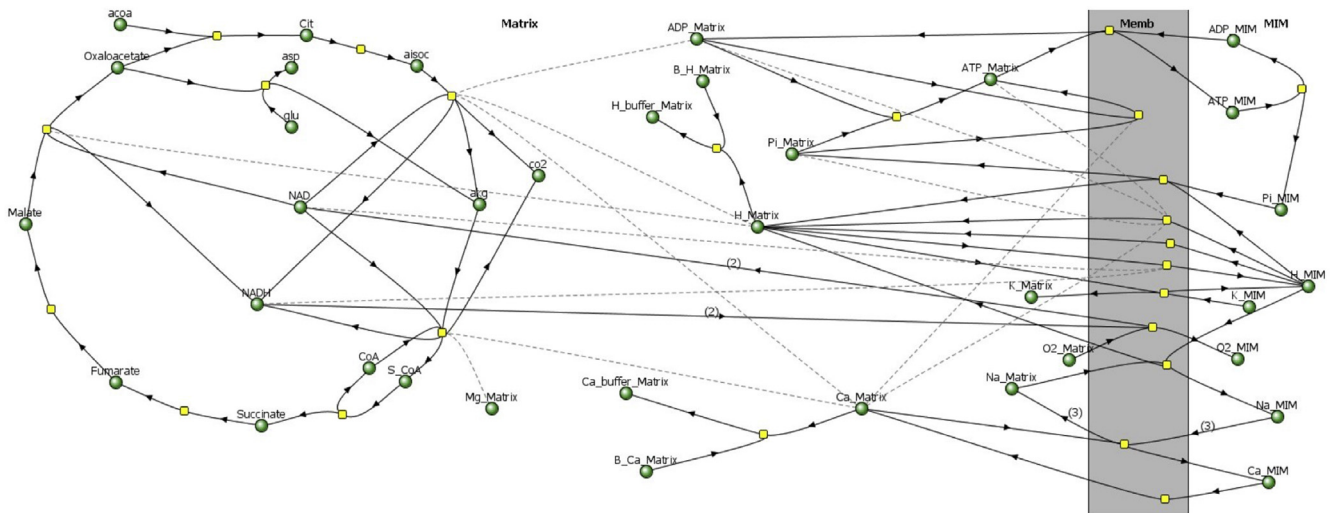 acoa
Cit
Matrix
ADP_Matrix
Memb
ADP_MIM
MIM
Oxaloacetate
asp
aisoc
B_H_Matrix
ATP_Matrix
H_buffer_Matrix
ATP_MIM
glu
Pi_Matrix
co2
NAD
Pi_MIM
Malate
H_Matrix
(2)
H_MIM
NADH
K_Matrix
K_MIM
(2)
O2_Matrix
O2_MIM
Fumarate
CoA
S_CoA
Ca_buffer_Matrix
Na_Matrix
Mg_Matrix
Ca_Matrix
Na_MIM
Succinate
(3)
(3)
B_Ca_Matrix
Ca_MIM